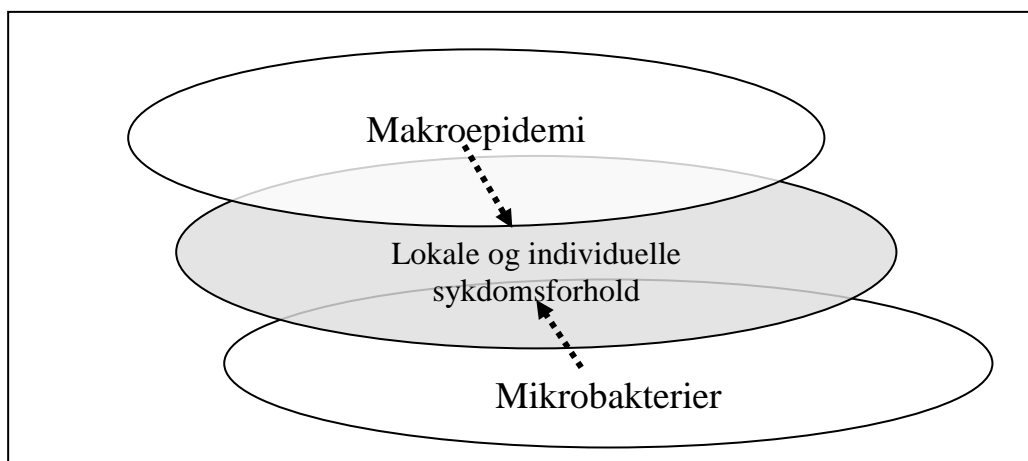 Makroepidemi
Lokale og individuelle
sykdomsforhold
Mikrobakterier